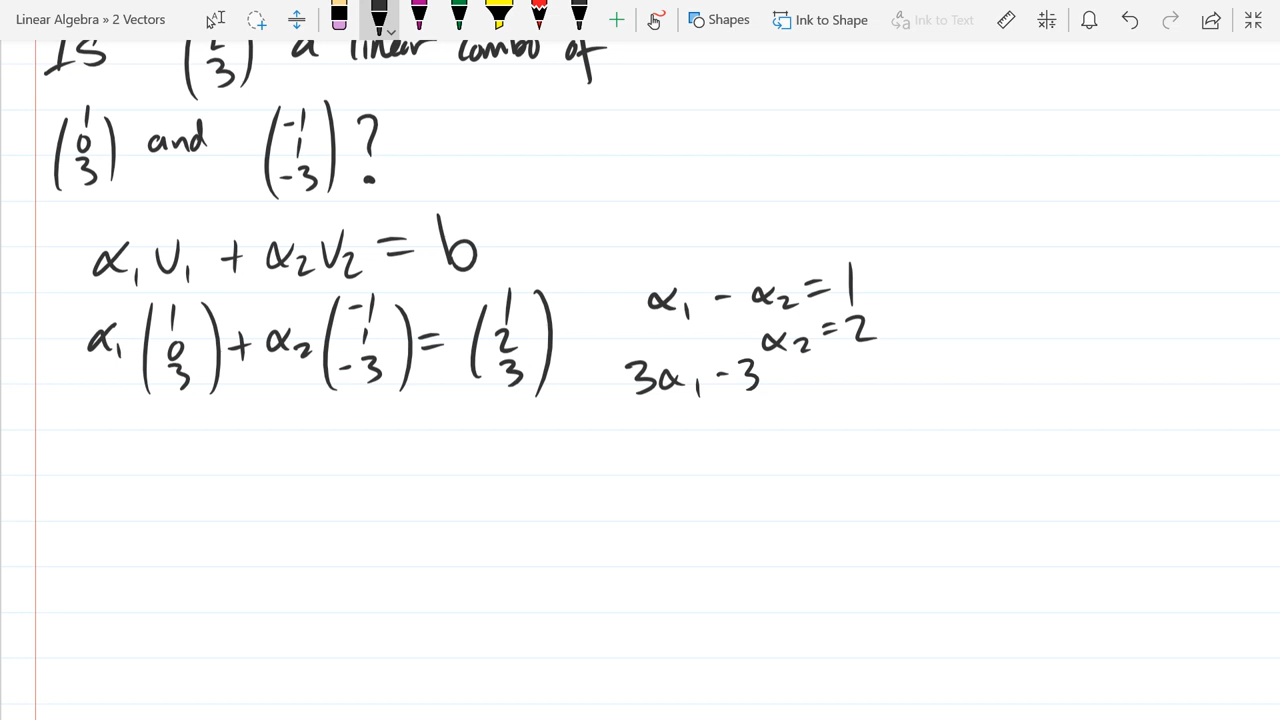 Linear Algebra » 2 Vectors Shapes Ink to Shape Ink to Text
Is (2 3) a linear combo of
(1 0 3) and (-1 1 -3) ?
α₁ v₁ + α₂ v₂ = b
α₁ (1 0 3) + α₂ (-1 1 -3) = (1 2 3)
α₁ - α₂ = 1
α₂ = 2
3α₁ - 3